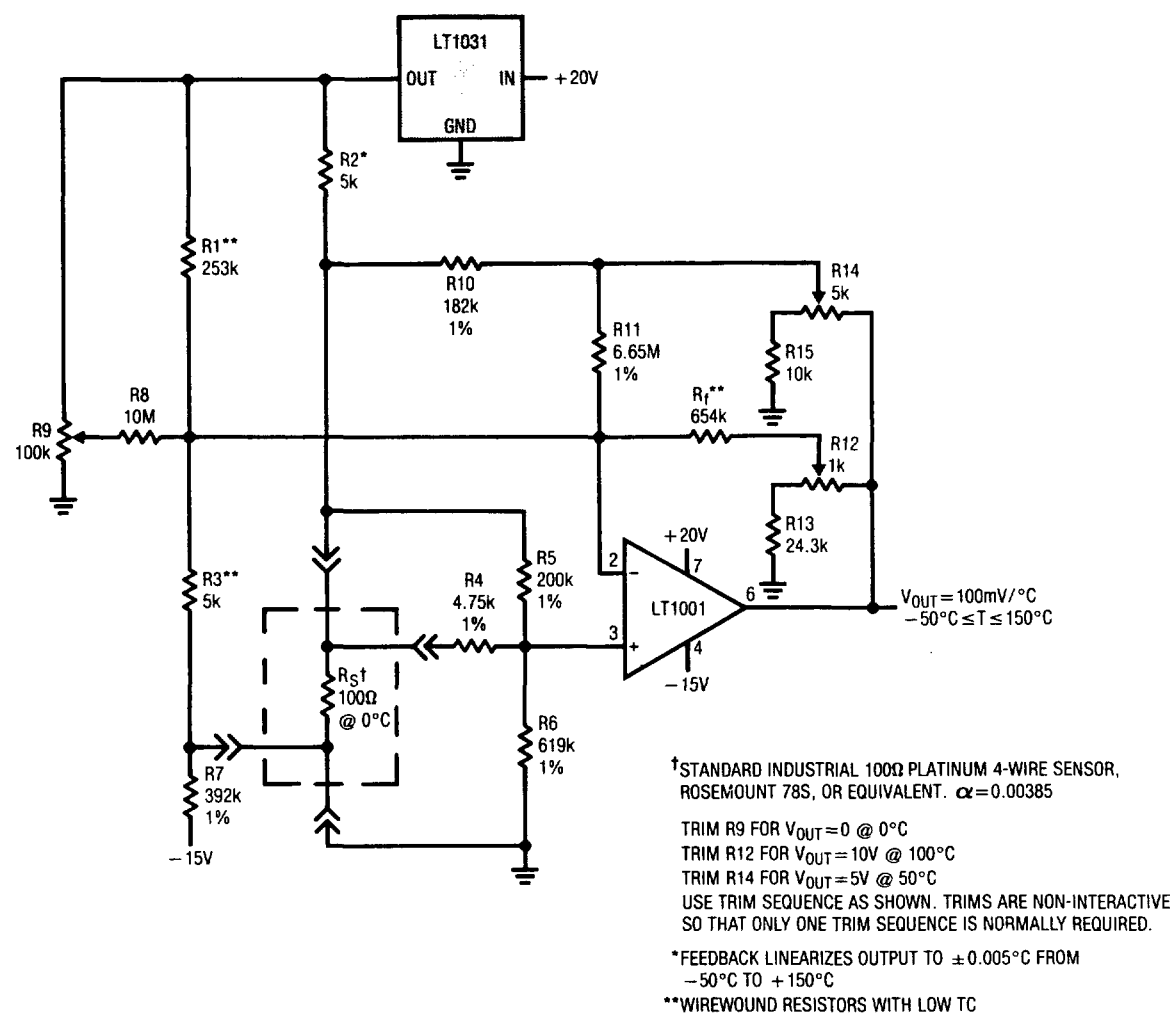 LT1031
OUT
IN
+20V
GND
R2*
5k
R1**
253k
R10
182k
1%
R14
5k
R11
6.65M
1%
R15
10k
R8
10M
R9
100k
Rf**
654k
R12
1k
R13
24.3k
R3**
5k
R5
200k
1%
R4
4.75k
1%
+20V
2
7
−
LT1001
6
3
+
4
−15V
VOUT=100mV/°C
−50°C≤T≤150°C
RS†
100Ω
@ 0°C
R6
619k
1%
R7
392k
1%
−15V
†STANDARD INDUSTRIAL 100Ω PLATINUM 4-WIRE SENSOR,
ROSEMOUNT 78S, OR EQUIVALENT. α=0.00385
TRIM R9 FOR VOUT=0 @ 0°C
TRIM R12 FOR VOUT=10V @ 100°C
TRIM R14 FOR VOUT=5V @ 50°C
USE TRIM SEQUENCE AS SHOWN. TRIMS ARE NON-INTERACTIVE
SO THAT ONLY ONE TRIM SEQUENCE IS NORMALLY REQUIRED.
*FEEDBACK LINEARIZES OUTPUT TO ±0.005°C FROM
−50°C TO +150°C
**WIREWOUND RESISTORS WITH LOW TC